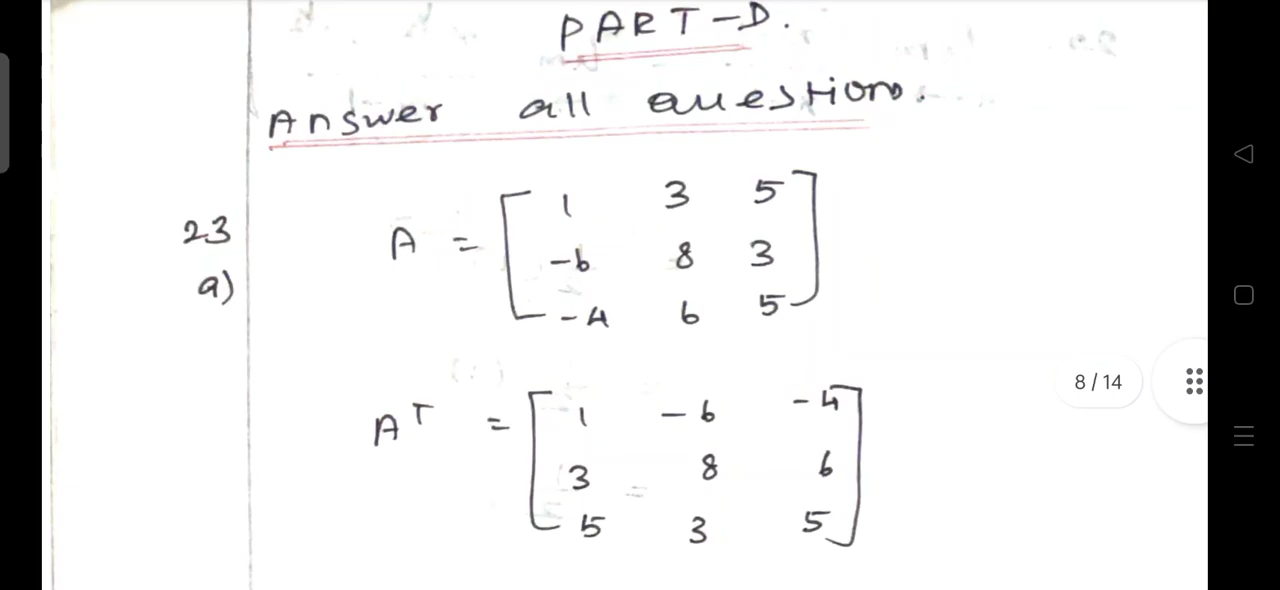 PART-D.
Answer all questions.
23
a)
A = [ 1 3 5
-6 8 3
-4 6 5 ]
8 / 14
A^T = [ 1 -6 -4
3 8 6
5 3 5 ]